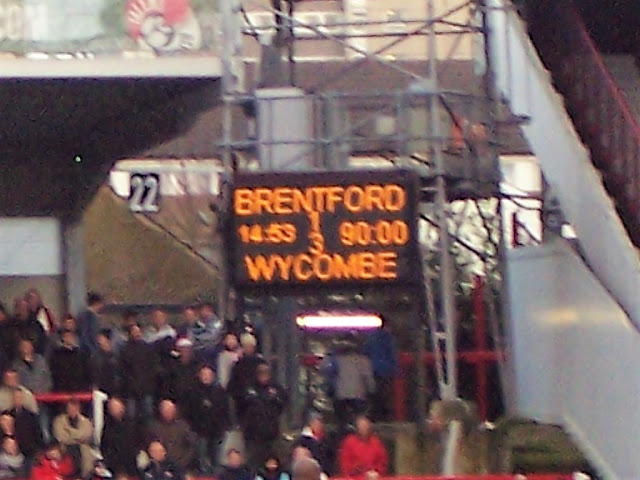 22
BRENTFORD
1
14:53 90:00
3
WYCOMBE